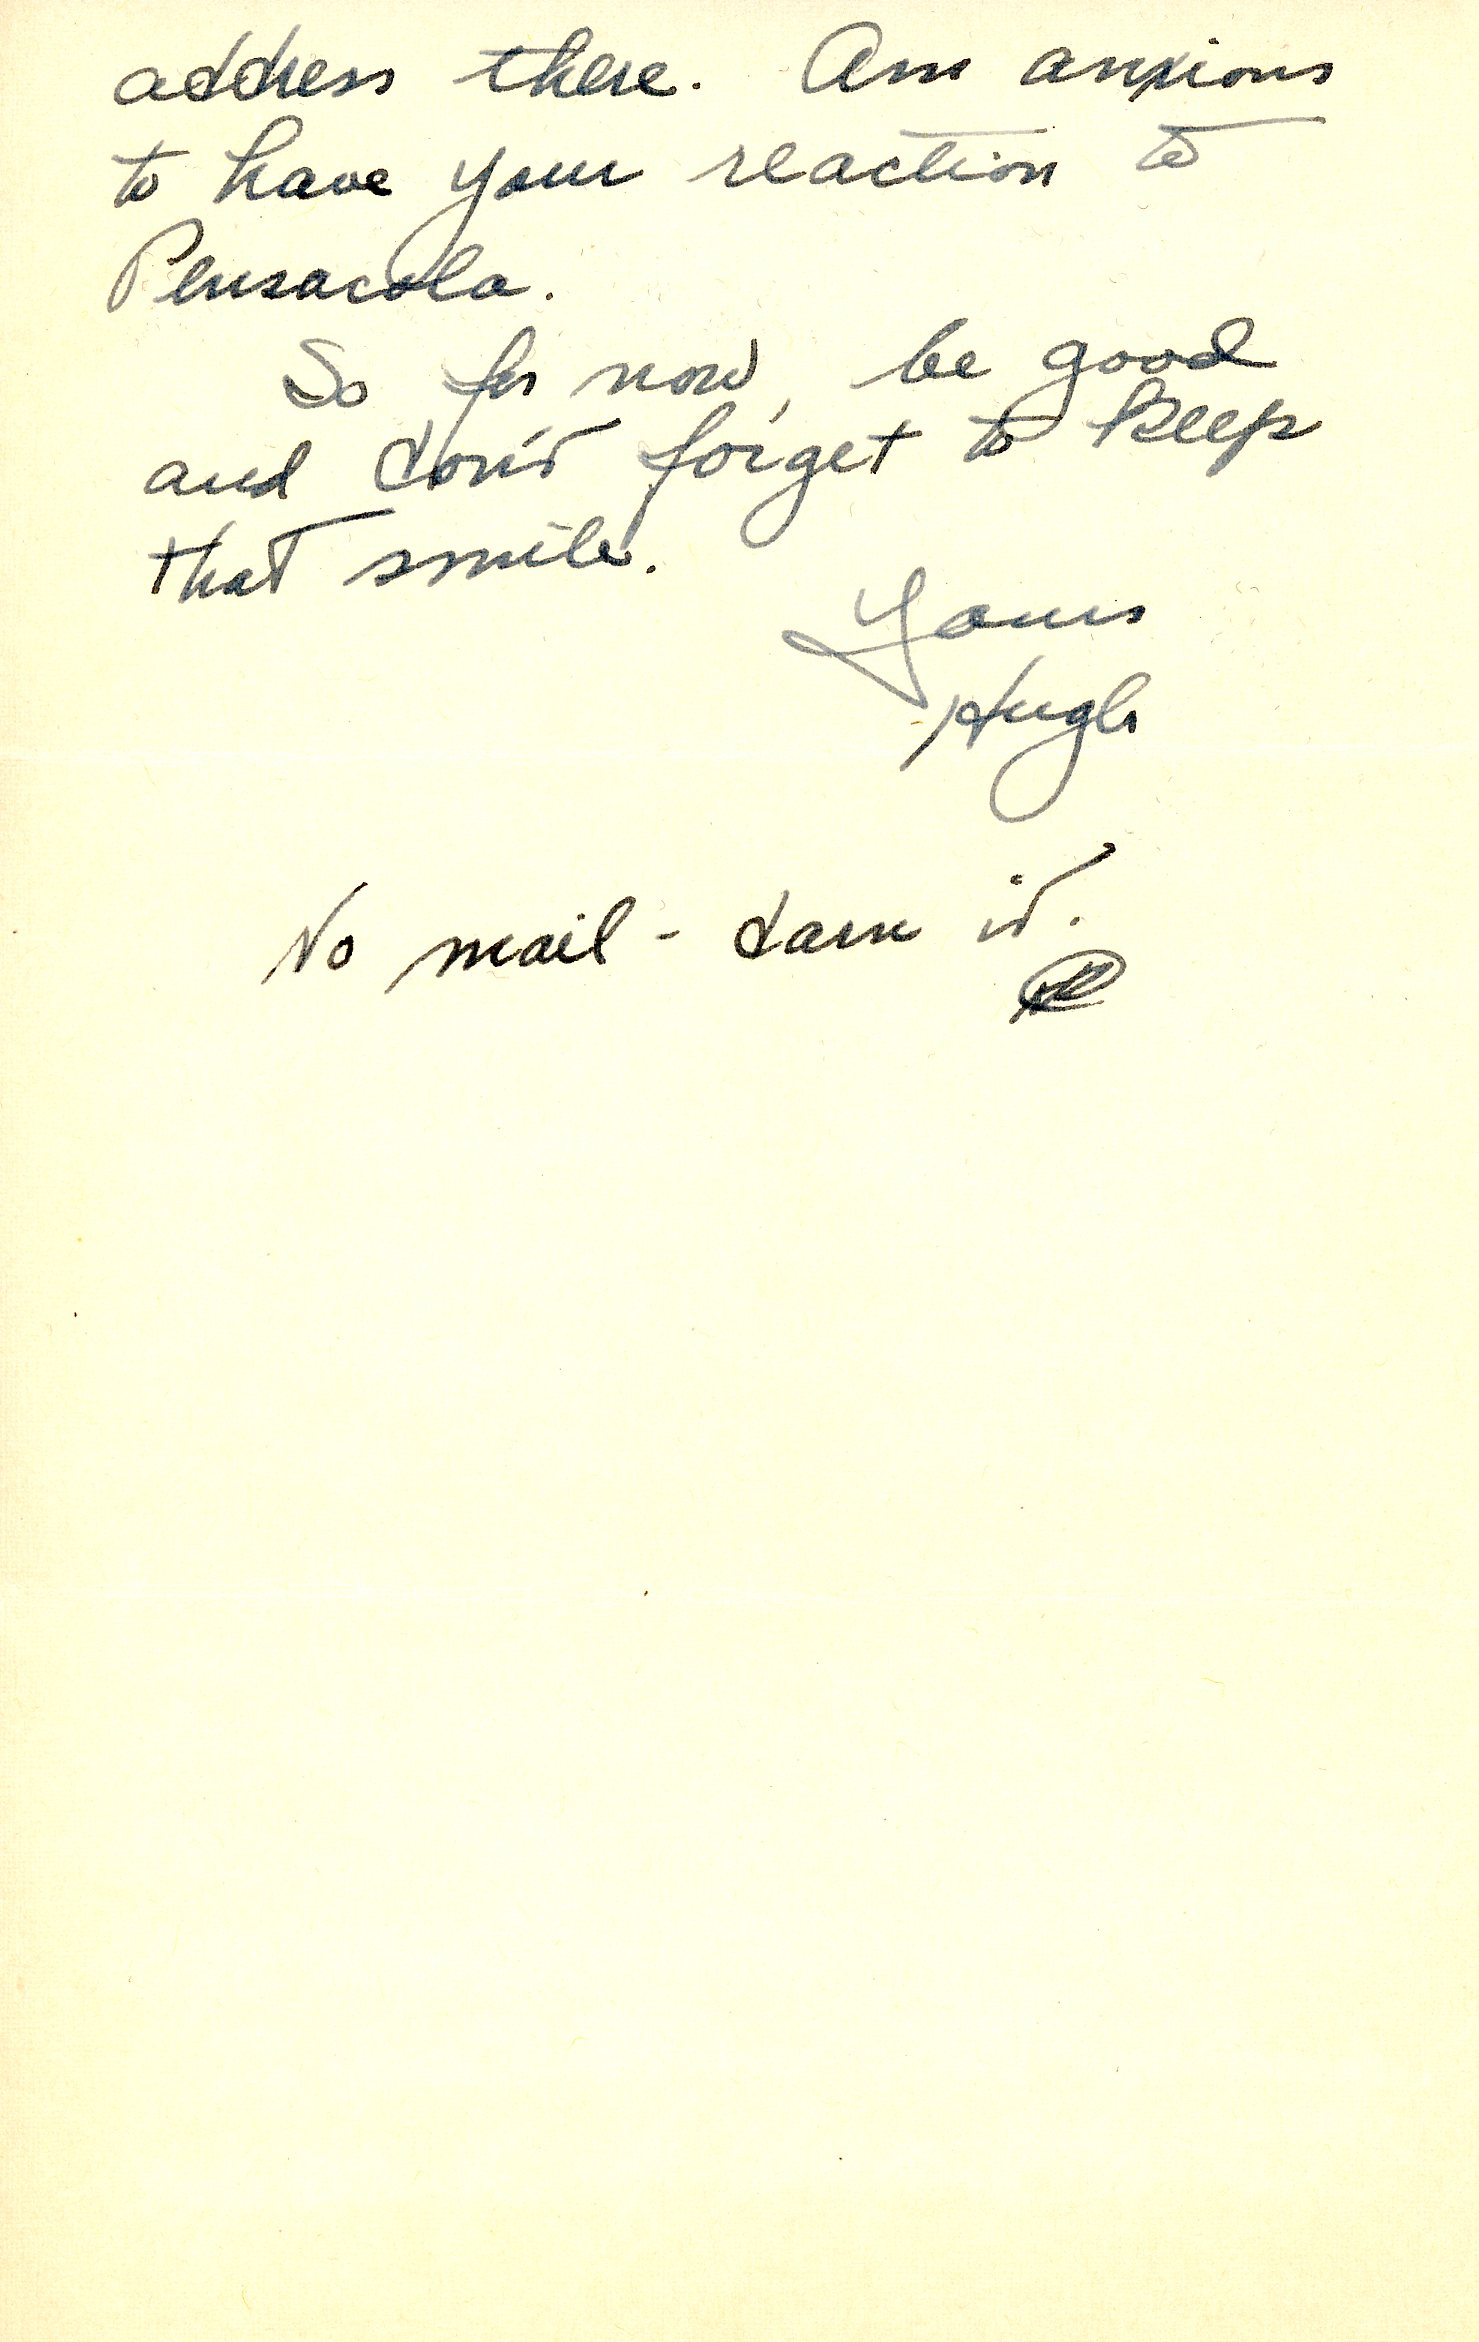 address there. Am anxious
to have your reaction to
Pensacola.
So for now, be good
and don't forget to keep
that smile.
Yours
Hugh
No mail - darn it.